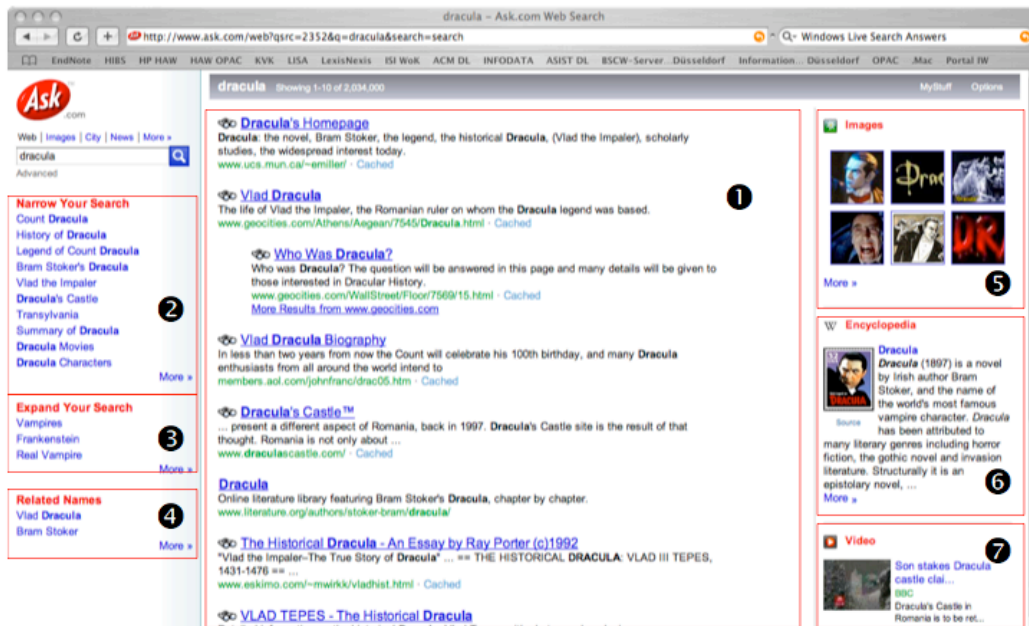 dracula – Ask.com Web Search
http://www.ask.com/web?qsrc=2352&q=dracula&search=search
Windows Live Search Answers
EndNote HIBS HP HAW HAW OPAC KVK LISA LexisNexis ISI WoK ACM DL INFODATA ASIST DL BSCW-Server...Düsseldorf Information... Düsseldorf OPAC .Mac Portal IW
Ask.com
Web | Images | City | News | More »
dracula
Advanced
Narrow Your Search
Count Dracula
History of Dracula
Legend of Count Dracula
Bram Stoker's Dracula
Vlad the Impaler
Dracula's Castle
Transylvania
Summary of Dracula
Dracula Movies
Dracula Characters
More »
2
Expand Your Search
Vampires
Frankenstein
Real Vampire
More »
3
Related Names
Vlad Dracula
Bram Stoker
More »
4
dracula Showing 1-10 of 2,034,000
MyStuff Options
Dracula's Homepage
Dracula: the novel, Bram Stoker, the legend, the historical Dracula, (Vlad the Impaler), scholarly
studies, the widespread interest today.
www.ucs.mun.ca/~emiller/ · Cached
1
Vlad Dracula
The life of Vlad the Impaler, the Romanian ruler on whom the Dracula legend was based.
www.geocities.com/Athens/Aegean/7545/Dracula.html · Cached
Who Was Dracula?
Who was Dracula? The question will be answered in this page and many details will be given to
those interested in Dracular History.
www.geocities.com/WallStreet/Floor/7569/15.html · Cached
More Results from www.geocities.com
Vlad Dracula Biography
In less than two years from now the Count will celebrate his 100th birthday, and many Dracula
enthusiasts from all around the world intend to
members.aol.com/johnfranc/drac05.htm · Cached
Dracula's Castle™
... present a different aspect of Romania, back in 1997. Dracula's Castle site is the result of that
thought. Romania is not only about ...
www.draculascastle.com/ · Cached
Dracula
Online literature library featuring Bram Stoker's Dracula, chapter by chapter.
www.literature.org/authors/stoker-bram/dracula/
The Historical Dracula - An Essay by Ray Porter (c)1992
"Vlad the Impaler–The True Story of Dracula" ... == THE HISTORICAL DRACULA: VLAD III TEPES,
1431-1476 == ...
www.eskimo.com/~mwirkk/vladhist.html · Cached
VLAD TEPES - The Historical Dracula
Images
Drac
DR
More »
5
W Encyclopedia
Dracula
DRACULA
Source
Dracula (1897) is a novel
by Irish author Bram
Stoker, and the name of
the world's most famous
vampire character. Dracula
has been attributed to
many literary genres including horror
fiction, the gothic novel and invasion
literature. Structurally it is an
epistolary novel, ...
More »
6
Video
7
Son stakes Dracula
castle clai...
BBC
Dracula's Castle in
Romania is to be ret...